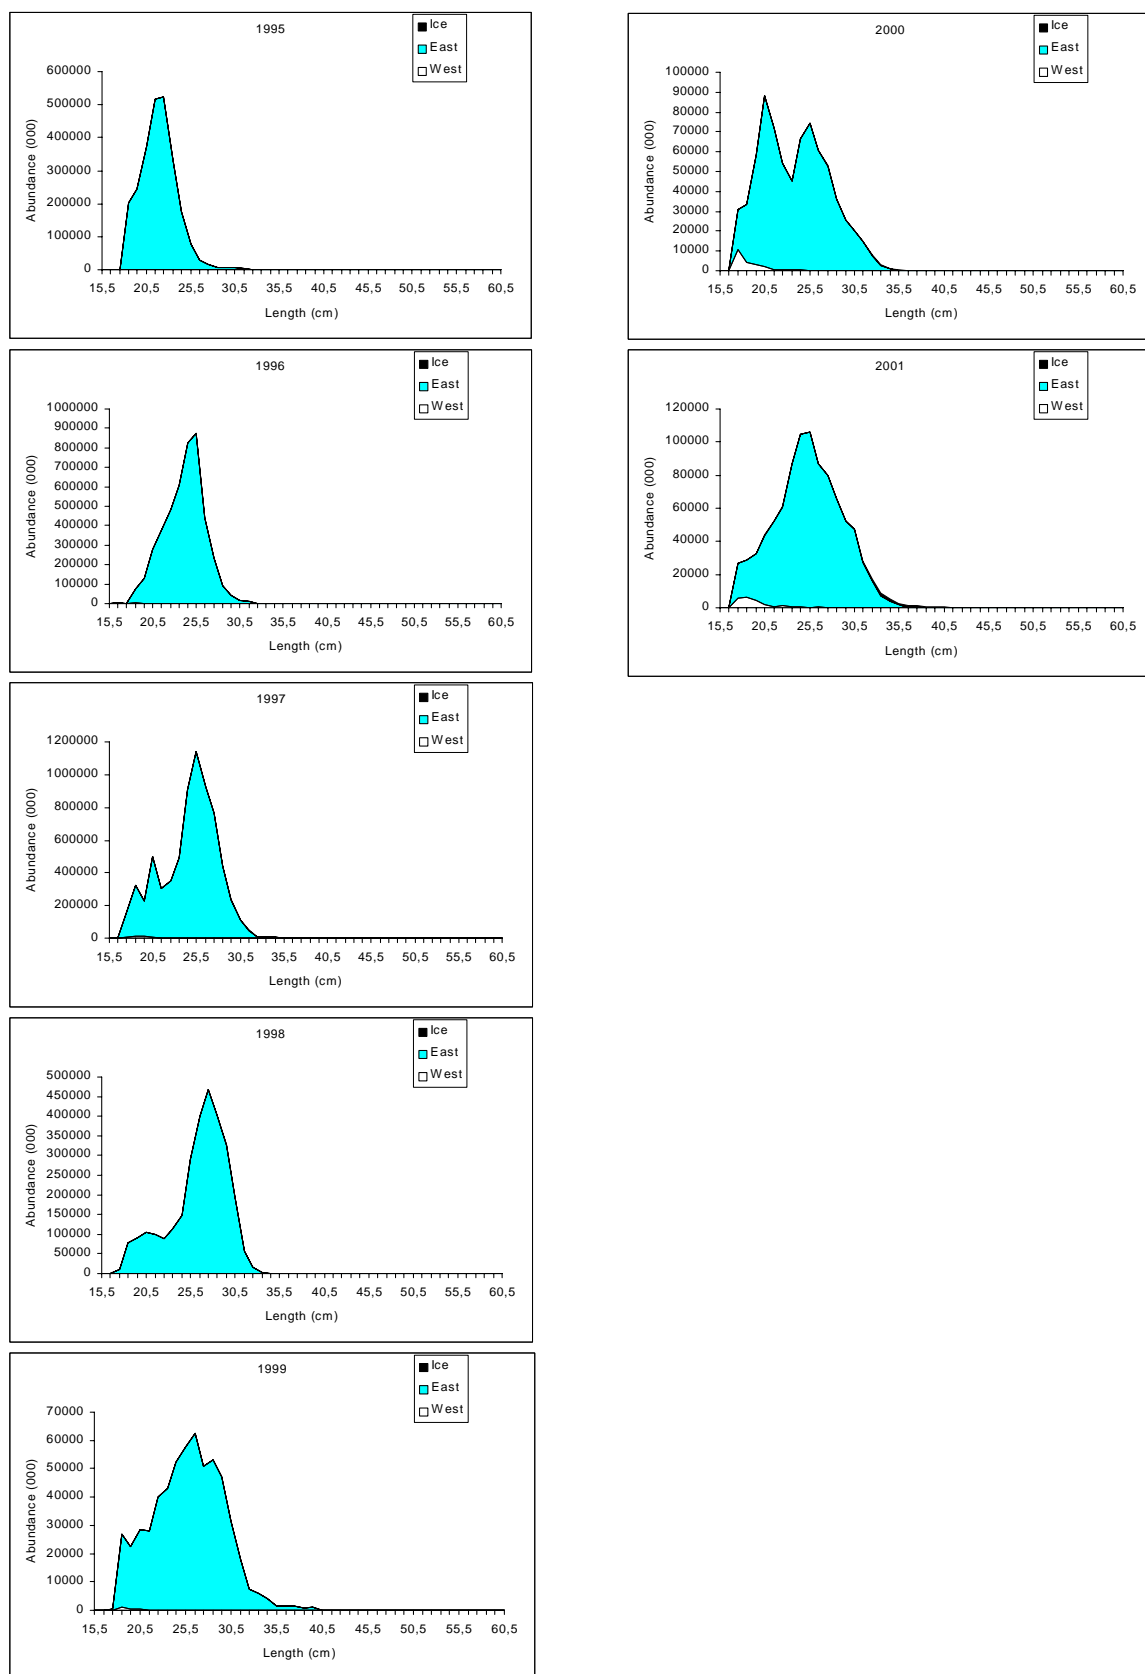 1995
Ice
East
West
600000
500000
400000
300000
200000
100000
0
Abundance (000)
15,5 20,5 25,5 30,5 35,5 40,5 45,5 50,5 55,5 60,5
Length (cm)
1996
Ice
East
West
1000000
900000
800000
700000
600000
500000
400000
300000
200000
100000
0
Abundance (000)
15,5 20,5 25,5 30,5 35,5 40,5 45,5 50,5 55,5 60,5
Length (cm)
1997
Ice
East
West
1200000
1000000
800000
600000
400000
200000
0
Abundance (000)
15,5 20,5 25,5 30,5 35,5 40,5 45,5 50,5 55,5 60,5
Length (cm)
1998
Ice
East
West
500000
450000
400000
350000
300000
250000
200000
150000
100000
50000
0
Abundance (000)
15,5 20,5 25,5 30,5 35,5 40,5 45,5 50,5 55,5 60,5
Length (cm)
1999
Ice
East
West
70000
60000
50000
40000
30000
20000
10000
0
Abundance (000)
15,5 20,5 25,5 30,5 35,5 40,5 45,5 50,5 55,5 60,5
Length (cm)
2000
Ice
East
West
100000
90000
80000
70000
60000
50000
40000
30000
20000
10000
0
Abundance (000)
15,5 20,5 25,5 30,5 35,5 40,5 45,5 50,5 55,5 60,5
Length (cm)
2001
Ice
East
West
120000
100000
80000
60000
40000
20000
0
Abundance (000)
15,5 20,5 25,5 30,5 35,5 40,5 45,5 50,5 55,5 60,5
Length (cm)